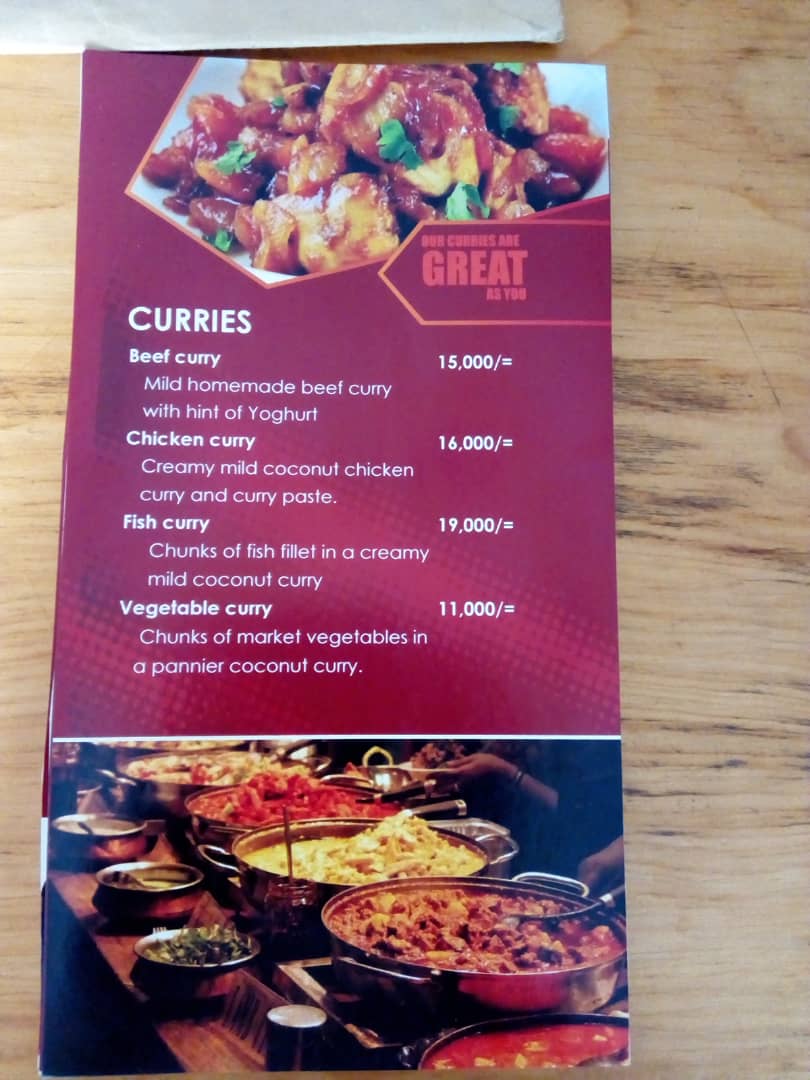 OUR CURRIES ARE
GREAT
AS YOU
CURRIES
Beef curry 15,000/=
Mild homemade beef curry
with hint of Yoghurt
Chicken curry 16,000/=
Creamy mild coconut chicken
curry and curry paste.
Fish curry 19,000/=
Chunks of fish fillet in a creamy
mild coconut curry
Vegetable curry 11,000/=
Chunks of market vegetables in
a pannier coconut curry.